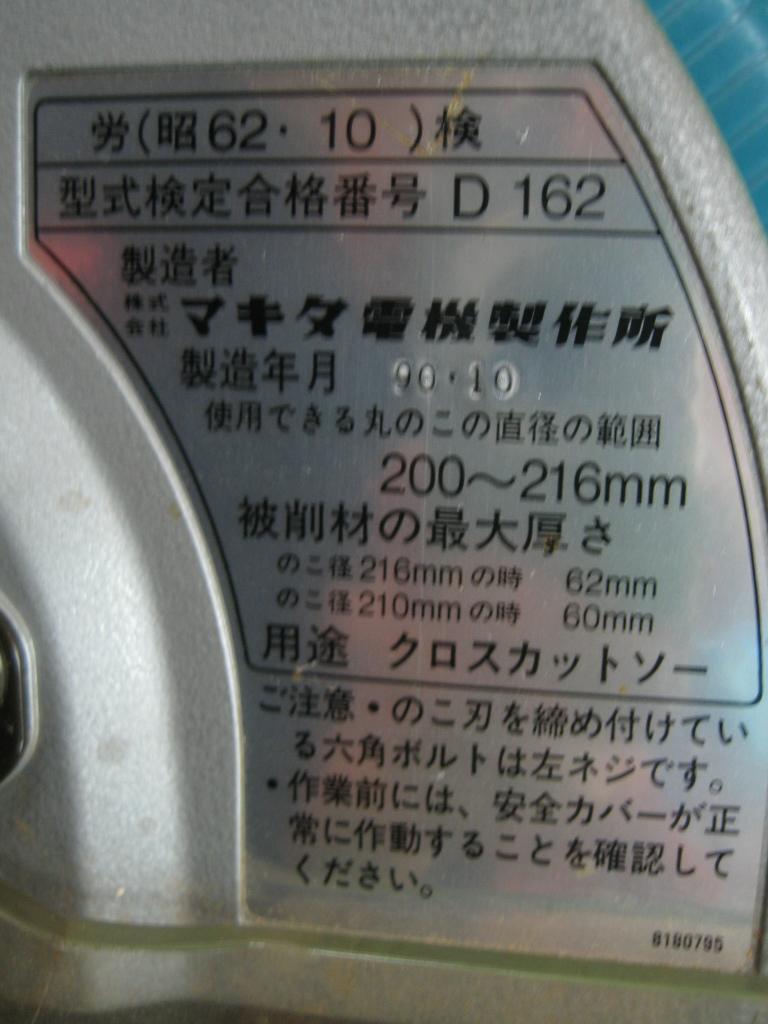 労(昭62・10)検
型式検定合格番号 D 162
製造者
株式会社 マキタ電機製作所
製造年月 90・10
使用できる丸のこの直径の範囲
200〜216mm
被削材の最大厚さ
のこ径216mmの時 62mm
のこ径210mmの時 60mm
用途 クロスカットソー
ご注意・のこ刃を締め付けてい
る六角ボルトは左ネジです。
・作業前には、安全カバーが正
常に作動することを確認して
ください。
8180795